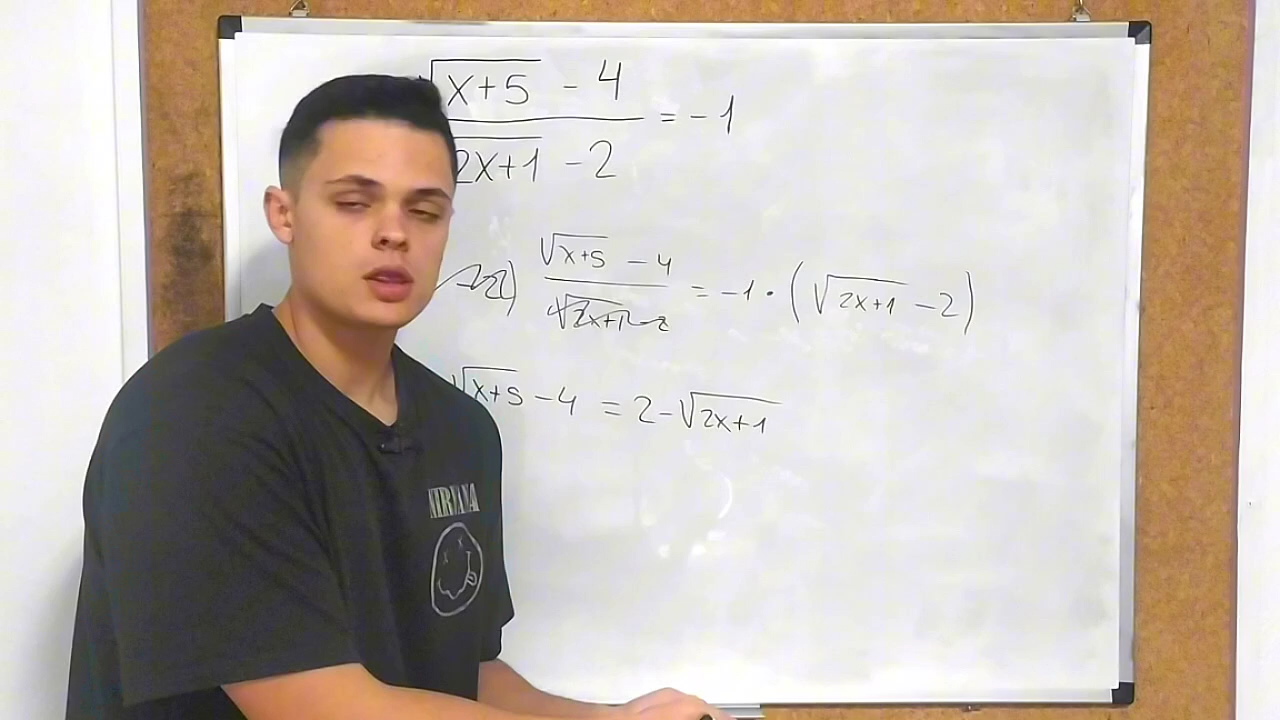 √x+5 - 4
= -1
2x+1 - 2
√x+5 - 4
= -1 · (√2x+1 - 2)
√2x+1 - 2
√x+5 - 4 = 2 - √2x+1
NIRVANA